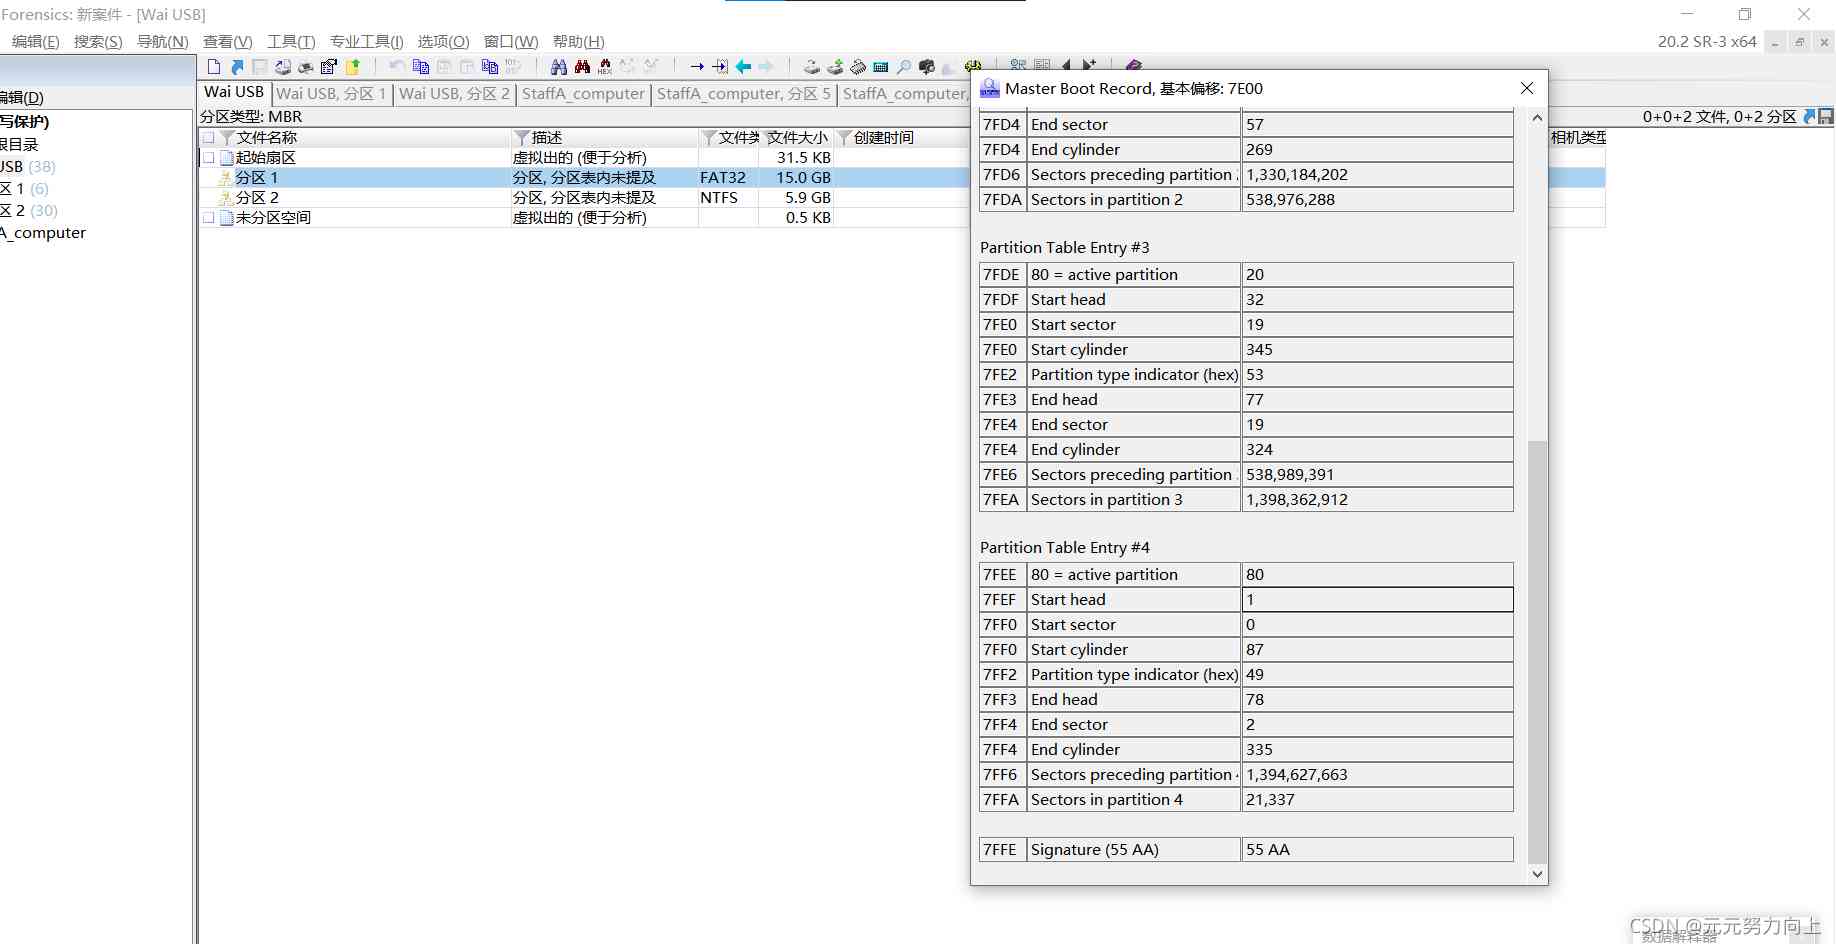 Forensics: 新案件 - [Wai USB]
编辑(E) 搜索(S) 导航(N) 查看(V) 工具(T) 专业工具(I) 选项(O) 窗口(W) 帮助(H)
20.2 SR-3 x64
编辑(D)
写保护)
根目录
USB (38)
区 1 (6)
区 2 (30)
A_computer
Wai USB
Wai USB, 分区 1
Wai USB, 分区 2
StaffA_computer
StaffA_computer, 分区 5
StaffA_computer,
分区类型: MBR
0+0+2 文件, 0+2 分区
文件名称 描述 文件类 文件大小 创建时间 相机类型
起始扇区 虚拟出的 (便于分析) 31.5 KB
分区 1 分区, 分区表内未提及 FAT32 15.0 GB
分区 2 分区, 分区表内未提及 NTFS 5.9 GB
未分区空间 虚拟出的 (便于分析) 0.5 KB
Master Boot Record, 基本偏移: 7E00
7FD4 End sector 57
7FD4 End cylinder 269
7FD6 Sectors preceding partition 1,330,184,202
7FDA Sectors in partition 2 538,976,288
Partition Table Entry #3
7FDE 80 = active partition 20
7FDF Start head 32
7FE0 Start sector 19
7FE0 Start cylinder 345
7FE2 Partition type indicator (hex) 53
7FE3 End head 77
7FE4 End sector 19
7FE4 End cylinder 324
7FE6 Sectors preceding partition 538,989,391
7FEA Sectors in partition 3 1,398,362,912
Partition Table Entry #4
7FEE 80 = active partition 80
7FEF Start head 1
7FF0 Start sector 0
7FF0 Start cylinder 87
7FF2 Partition type indicator (hex) 49
7FF3 End head 78
7FF4 End sector 2
7FF4 End cylinder 335
7FF6 Sectors preceding partition 1,394,627,663
7FFA Sectors in partition 4 21,337
7FFE Signature (55 AA) 55 AA
CSDN @元元努力向上
数据解释器